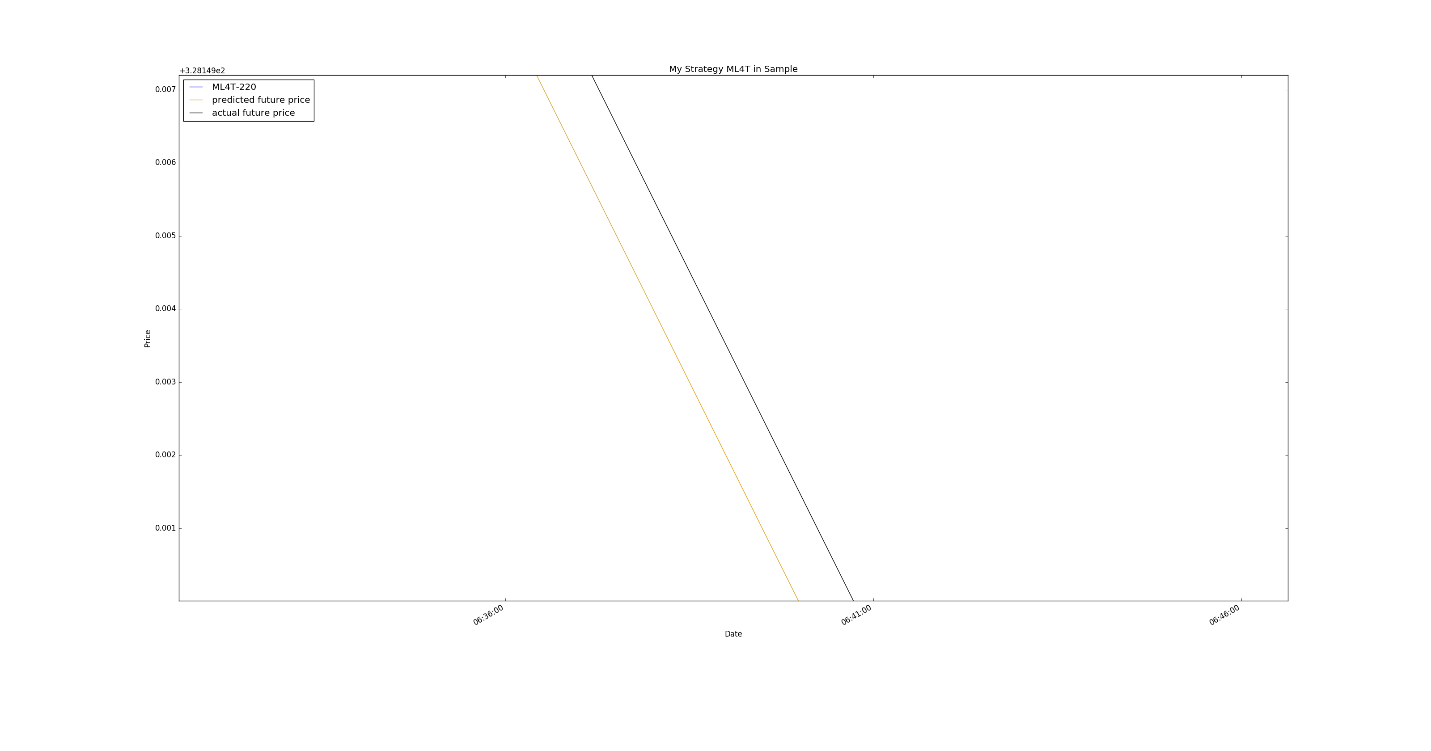 My Strategy ML4T in Sample
+3.28149e2
ML4T-220
predicted future price
actual future price
0.007
0.006
0.005
0.004
0.003
0.002
0.001
Price
06:36:00
06:41:00
06:46:00
Date